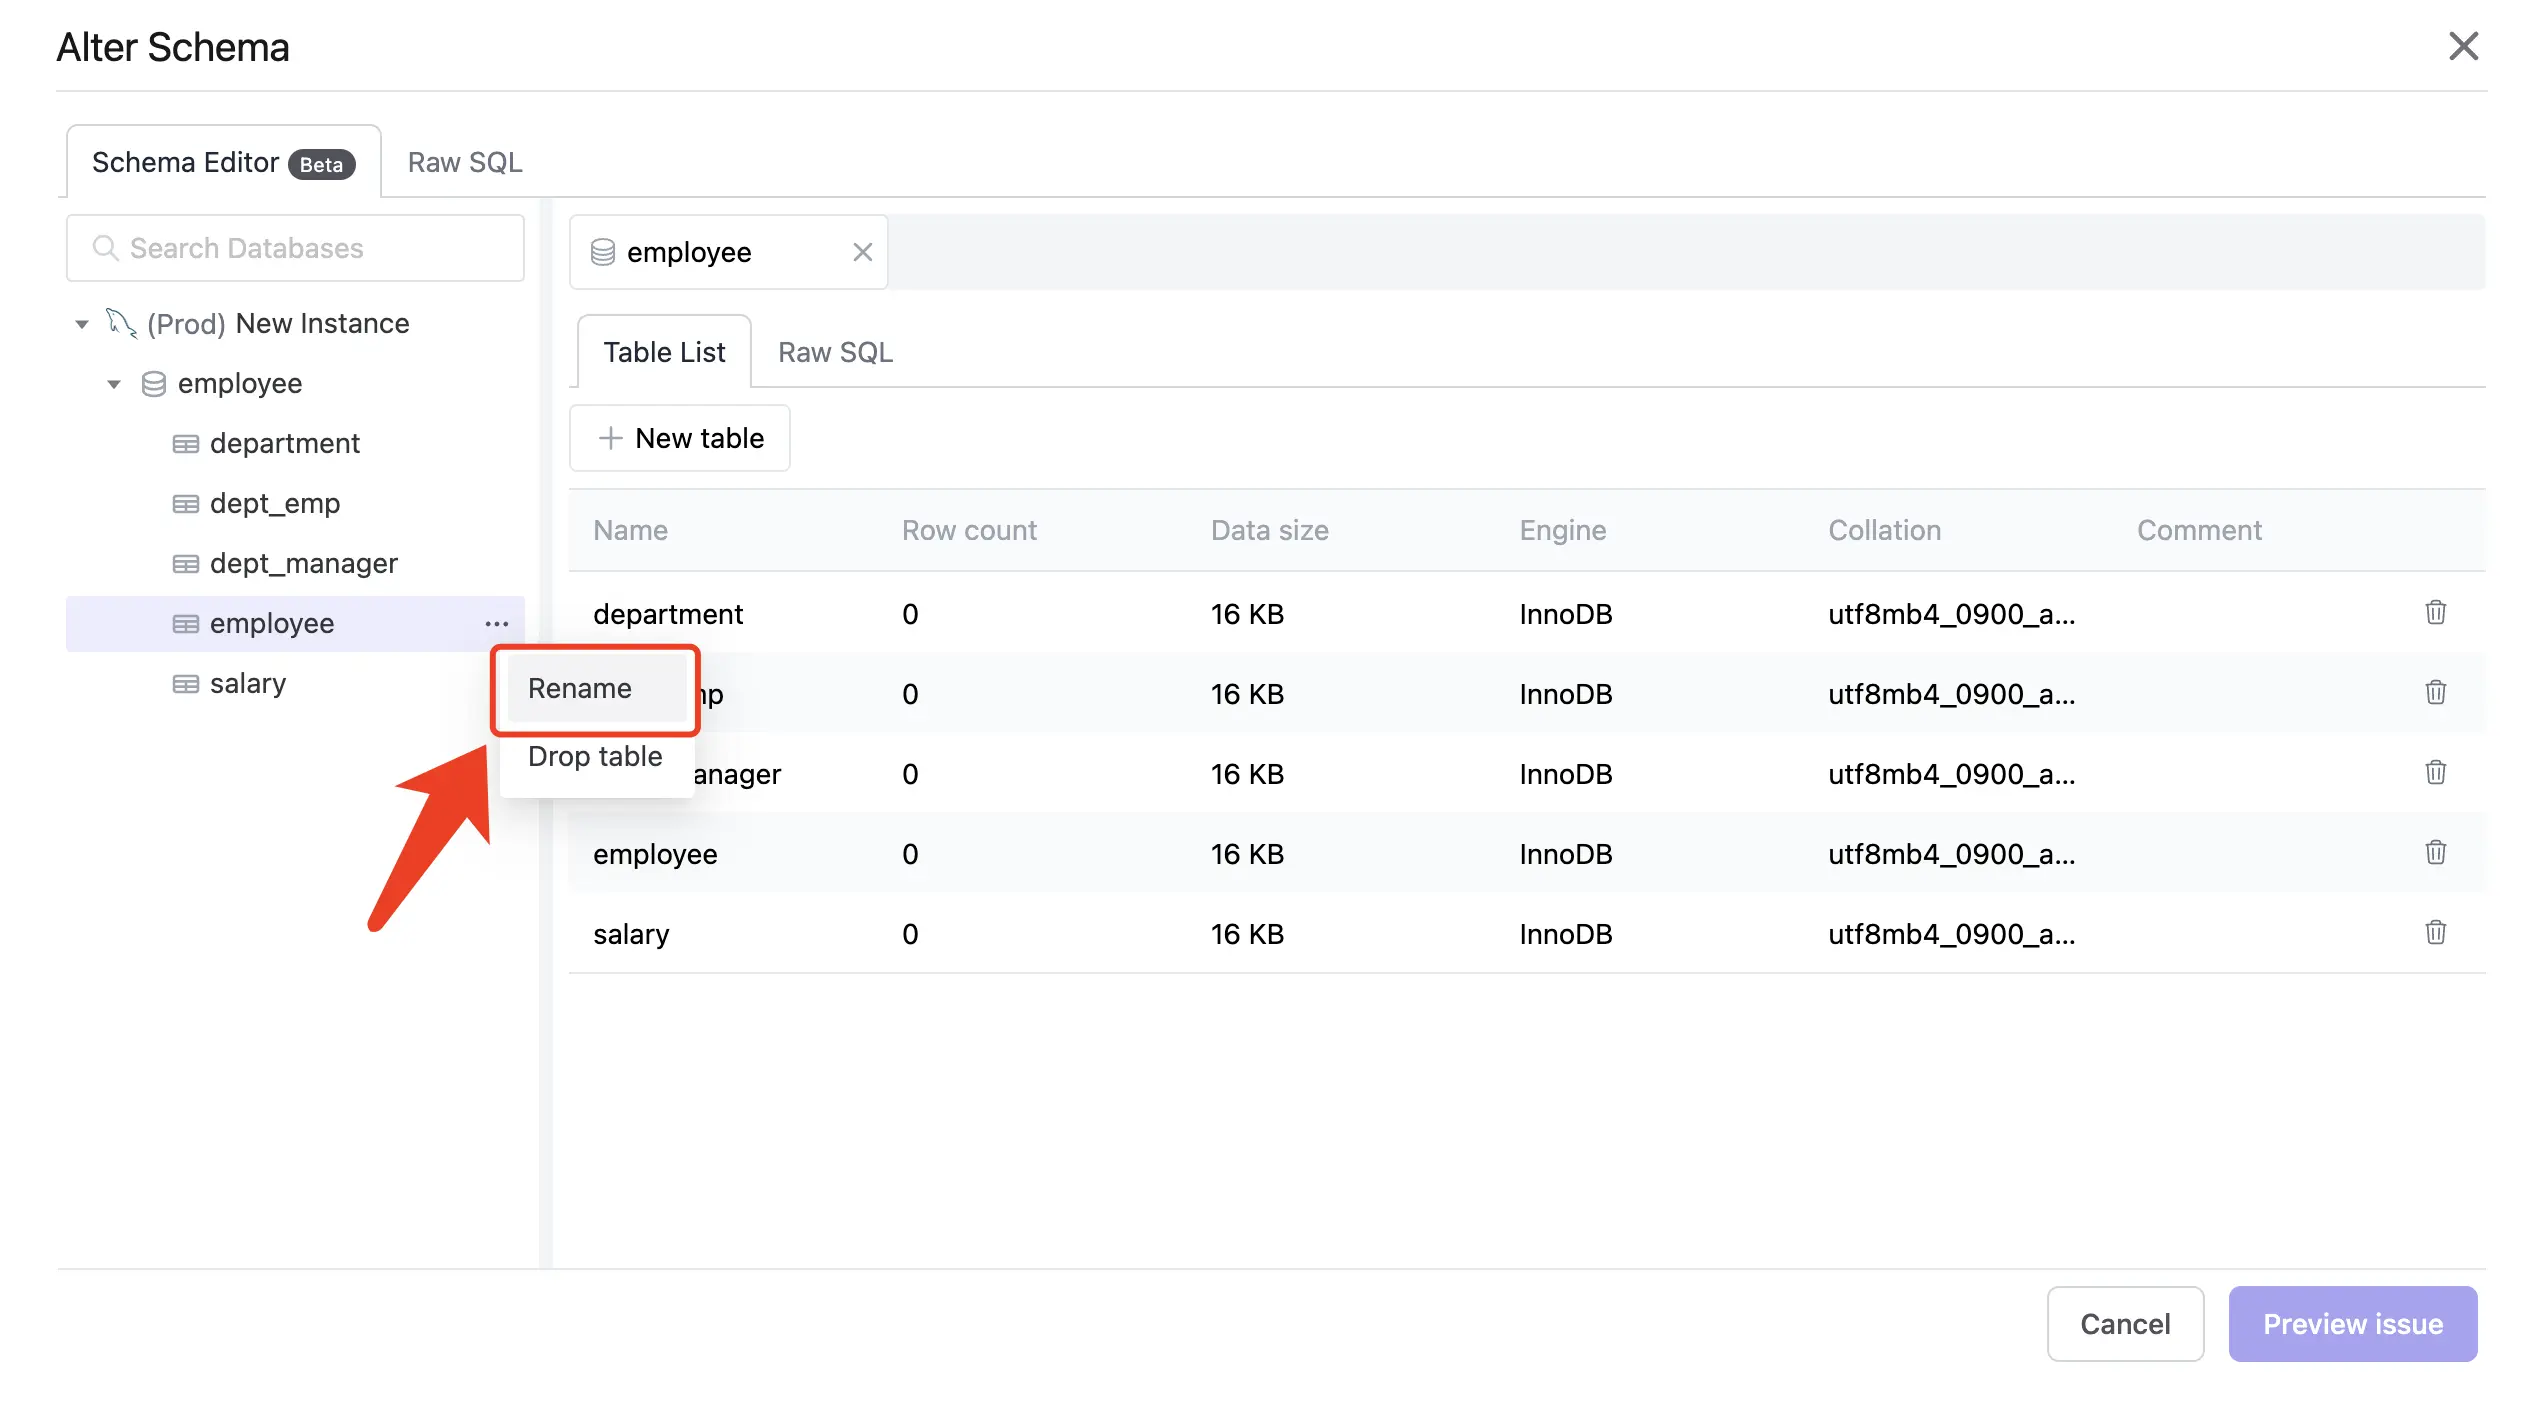 Alter Schema
Schema Editor Beta
Raw SQL
Search Databases
(Prod) New Instance
employee
department
dept_emp
dept_manager
employee
salary
employee
Table List
Raw SQL
New table
Name Row count Data size Engine Collation Comment
department 0 16 KB InnoDB utf8mb4_0900_a...
Rename
mp 0 16 KB InnoDB utf8mb4_0900_a...
Drop table
anager 0 16 KB InnoDB utf8mb4_0900_a...
employee 0 16 KB InnoDB utf8mb4_0900_a...
salary 0 16 KB InnoDB utf8mb4_0900_a...
Cancel
Preview issue